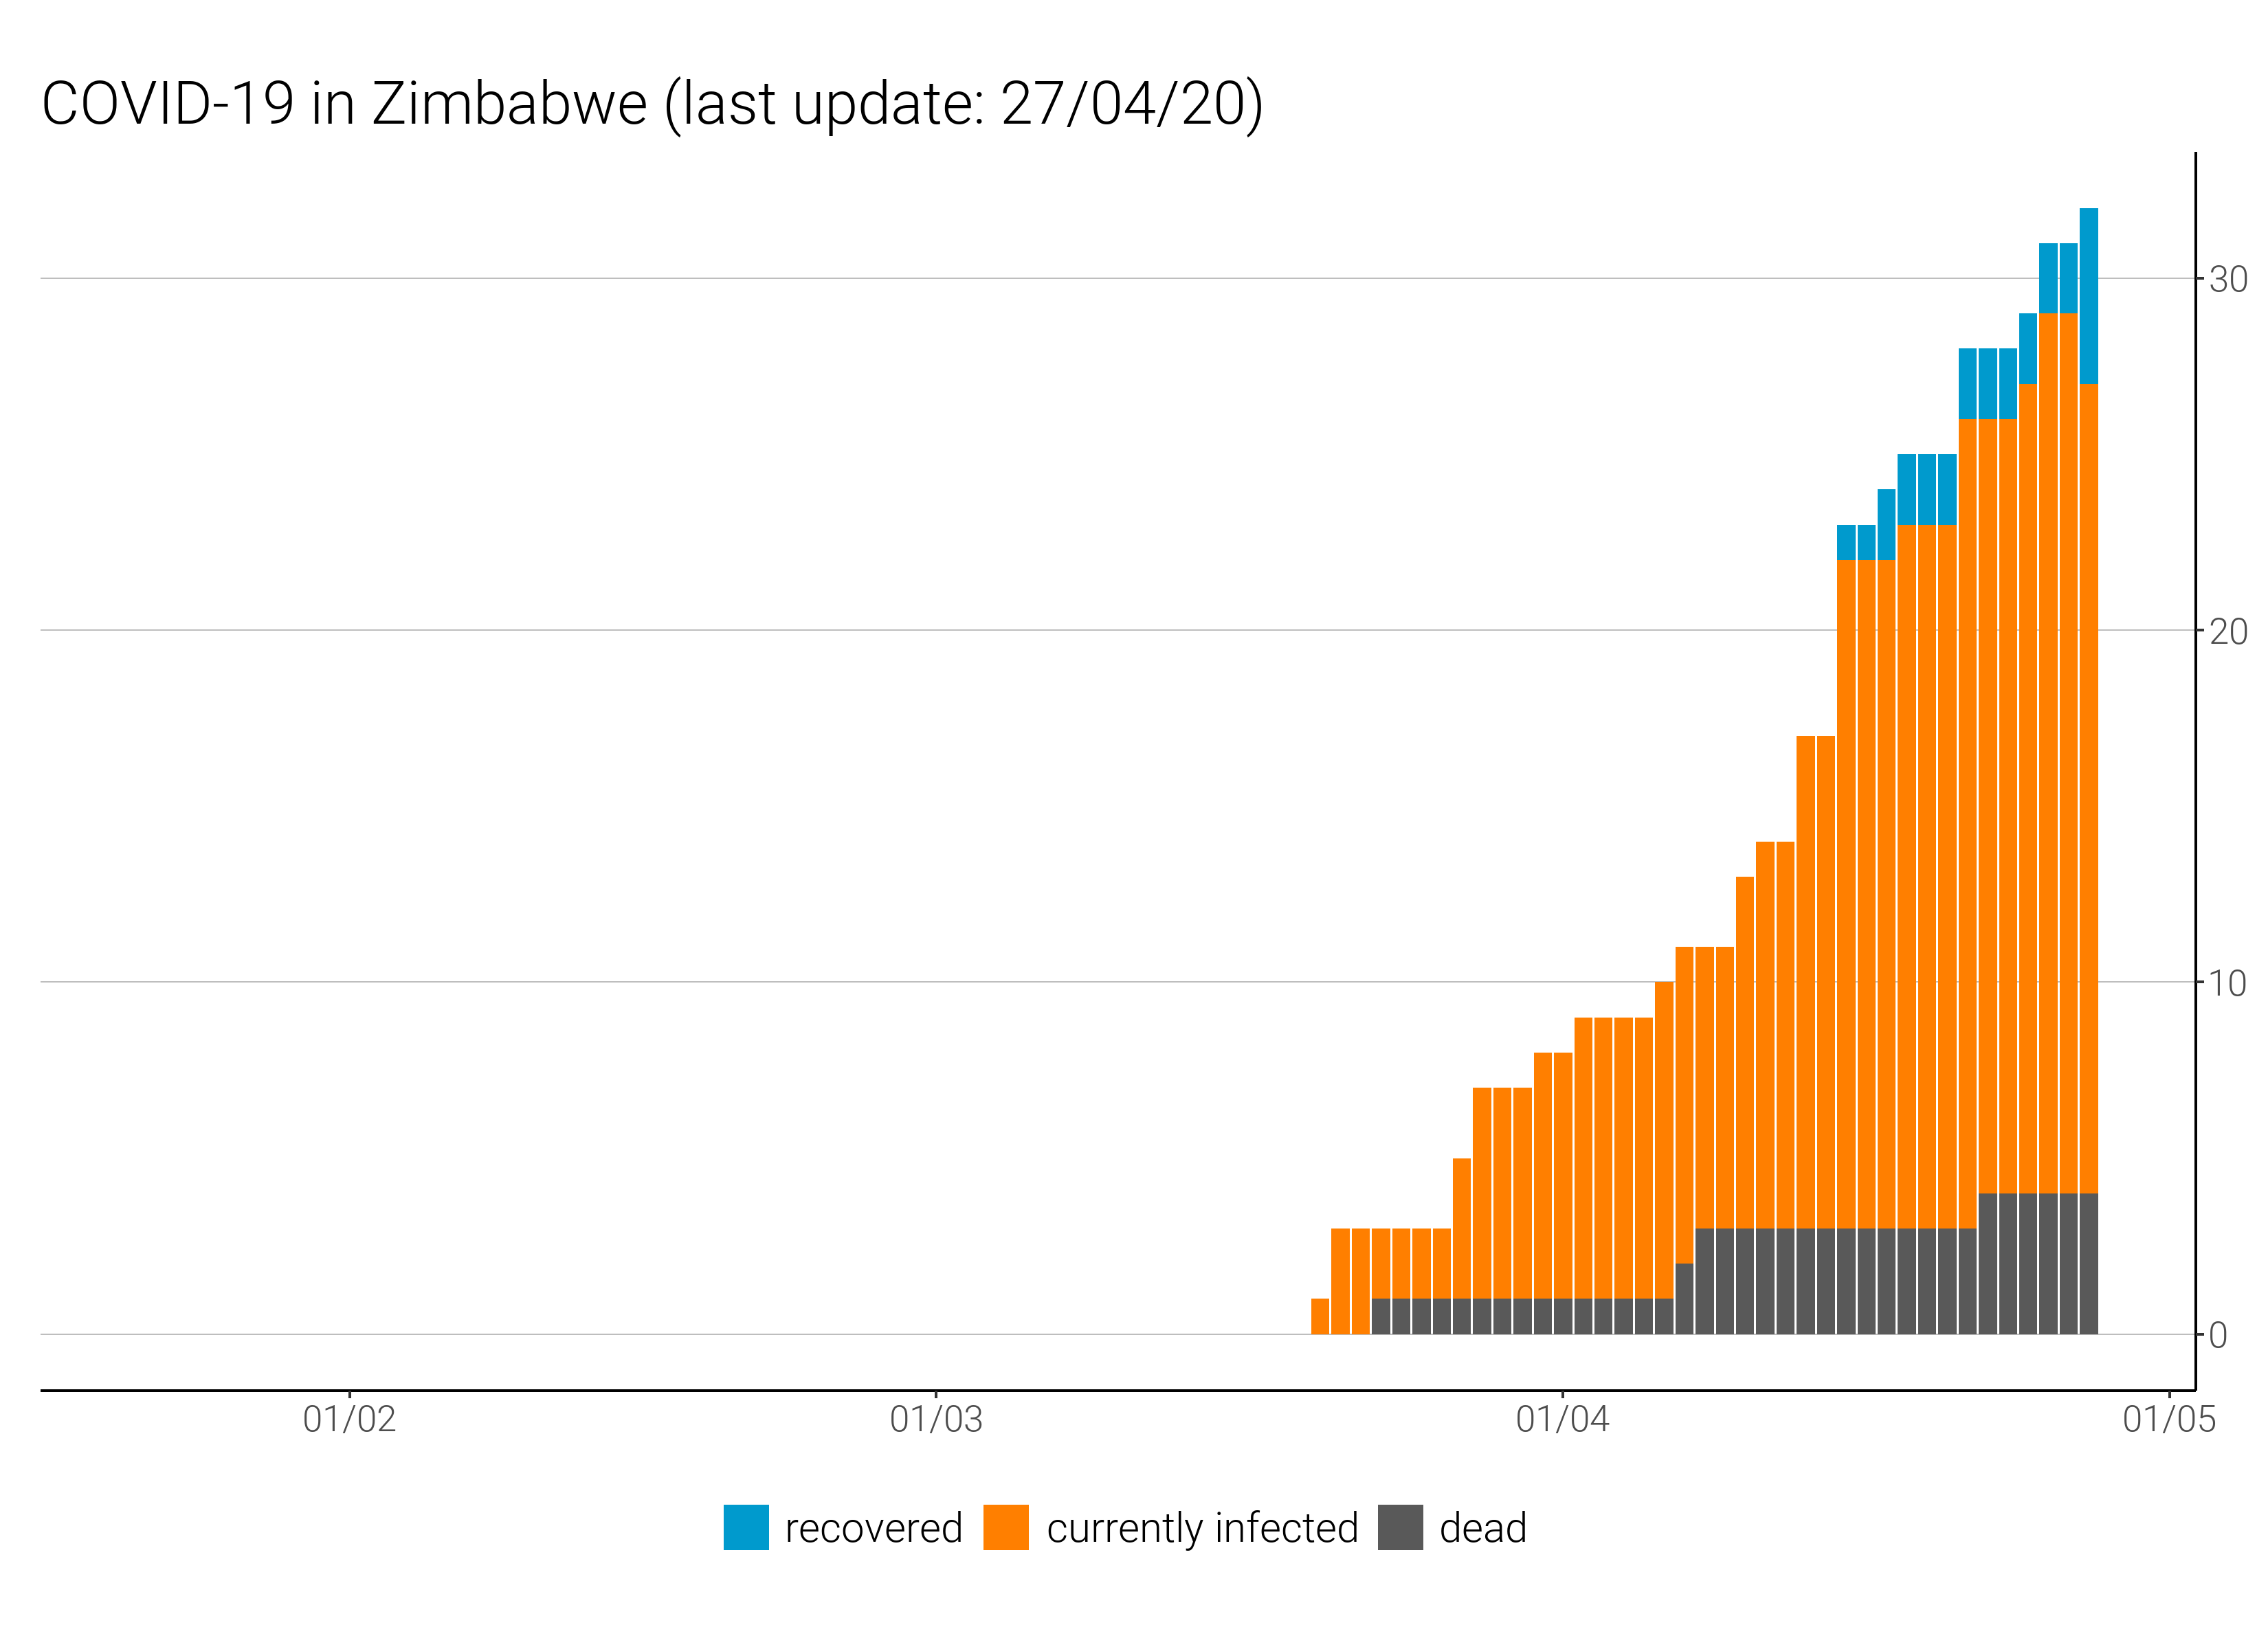 COVID-19 in Zimbabwe (last update: 27/04/20)
30
20
10
0
01/02 01/03 01/04 01/05
recovered currently infected dead